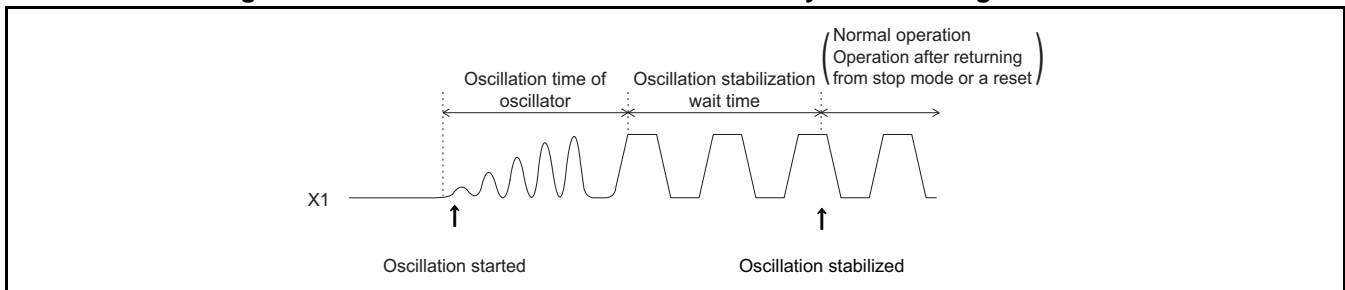 Normal operation
Operation after returning
from stop mode or a reset
Oscillation time of
oscillator
Oscillation stabilization
wait time
X1
Oscillation started
Oscillation stabilized